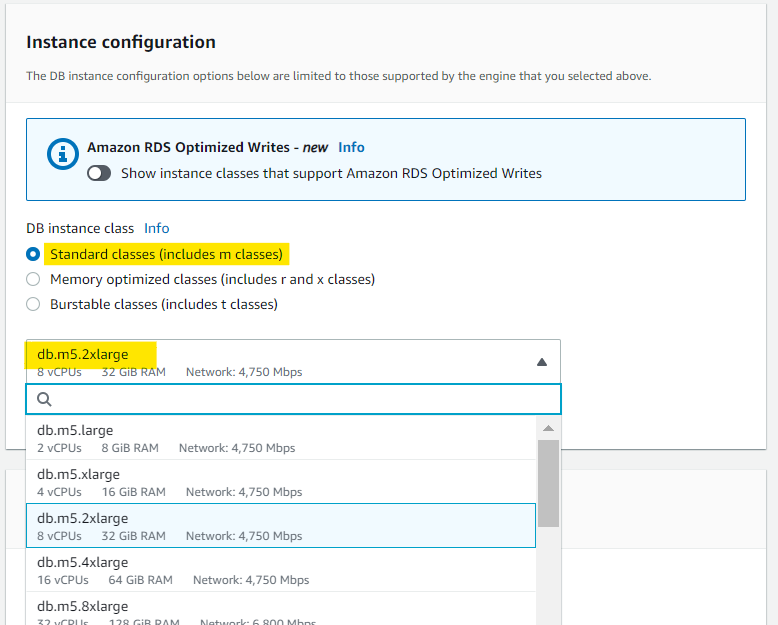 Instance configuration
The DB instance configuration options below are limited to those supported by the engine that you selected above.
Amazon RDS Optimized Writes - new Info
Show instance classes that support Amazon RDS Optimized Writes
DB instance class Info
Standard classes (includes m classes)
Memory optimized classes (includes r and x classes)
Burstable classes (includes t classes)
db.m5.2xlarge
8 vCPUs 32 GiB RAM Network: 4,750 Mbps
db.m5.large
2 vCPUs 8 GiB RAM Network: 4,750 Mbps
db.m5.xlarge
4 vCPUs 16 GiB RAM Network: 4,750 Mbps
db.m5.2xlarge
8 vCPUs 32 GiB RAM Network: 4,750 Mbps
db.m5.4xlarge
16 vCPUs 64 GiB RAM Network: 4,750 Mbps
db.m5.8xlarge
32 vCPUs 128 GiB RAM Network: 6,800 Mbps